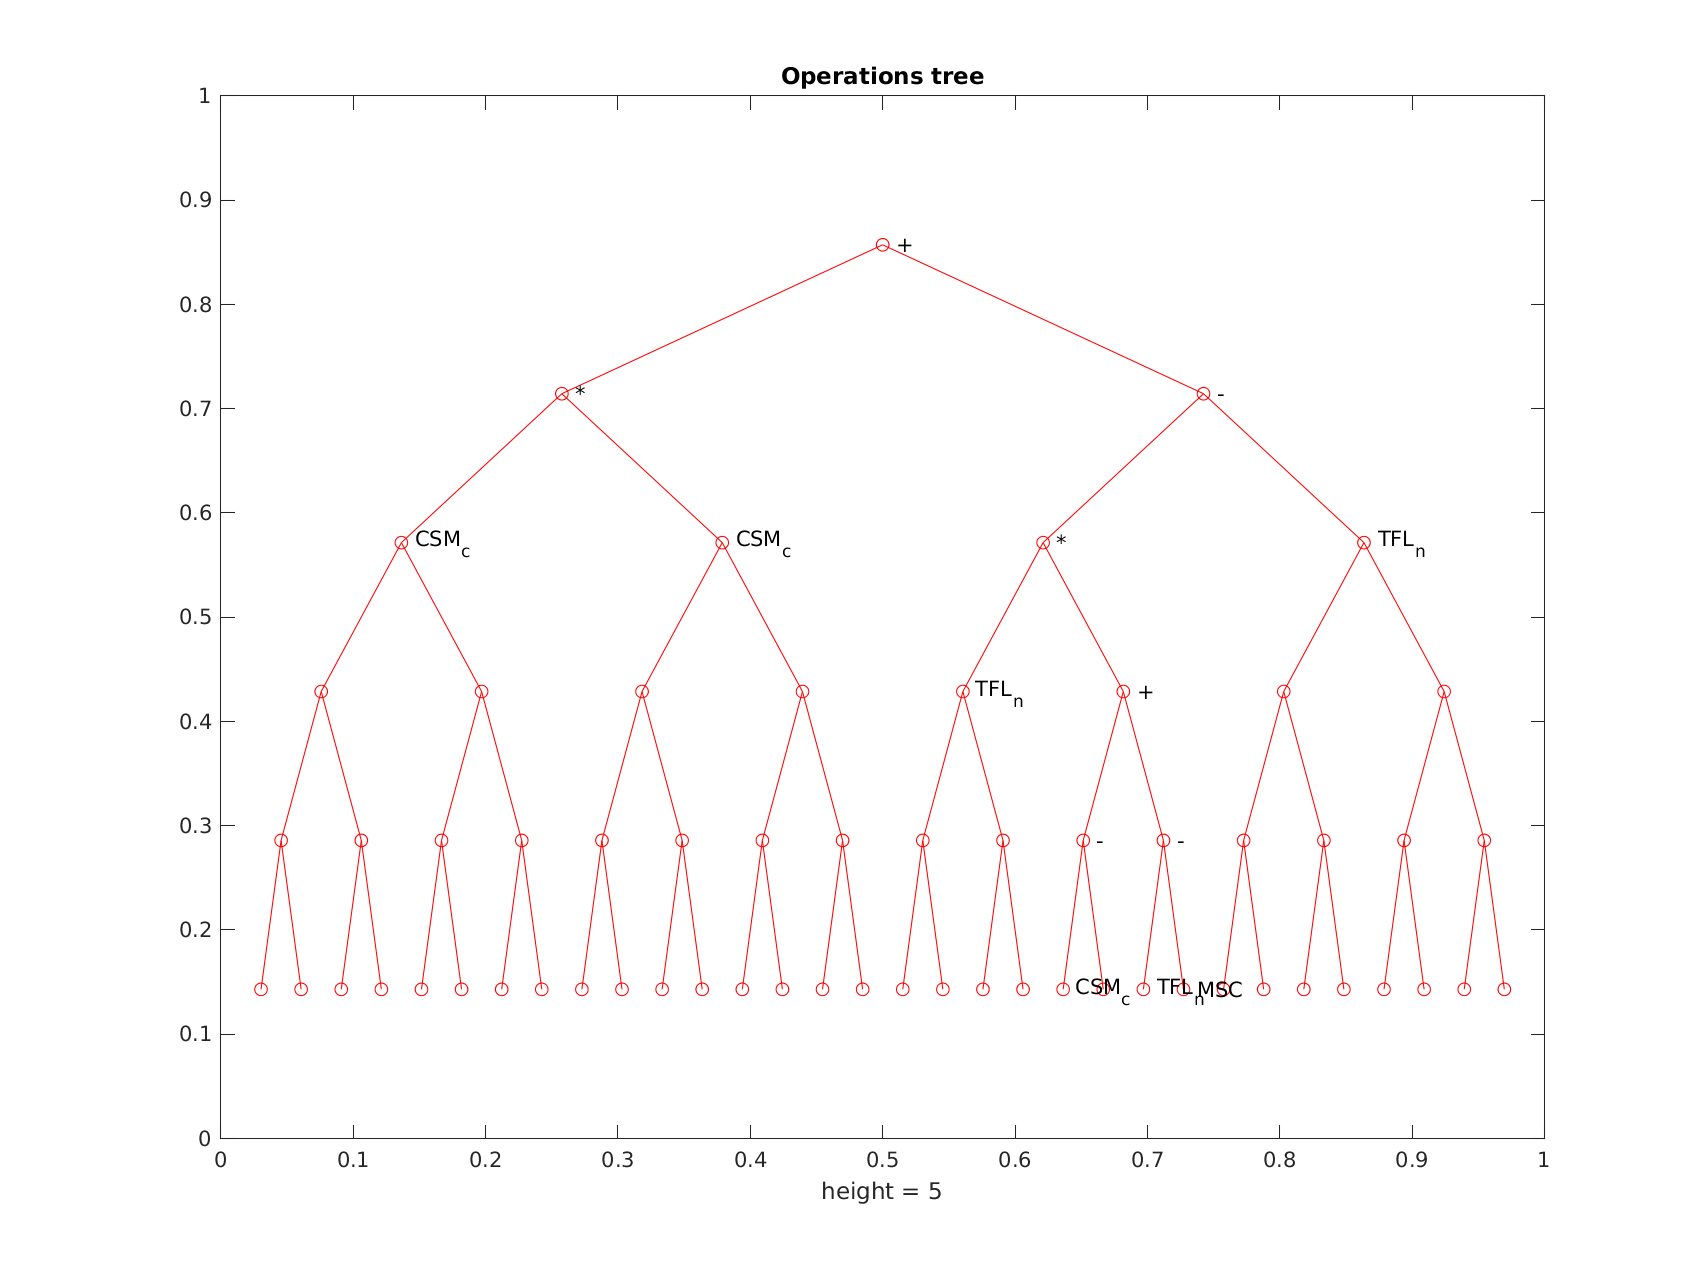 Operations tree
1
0.9
+
0.8
* -
0.7
0.6
CSM_c CSM_c * TFL_n
0.5
TFL_n +
0.4
0.3
- -
0.2
CSM_c TFL_n MSC
0.1
0
0 0.1 0.2 0.3 0.4 0.5 0.6 0.7 0.8 0.9 1
height = 5